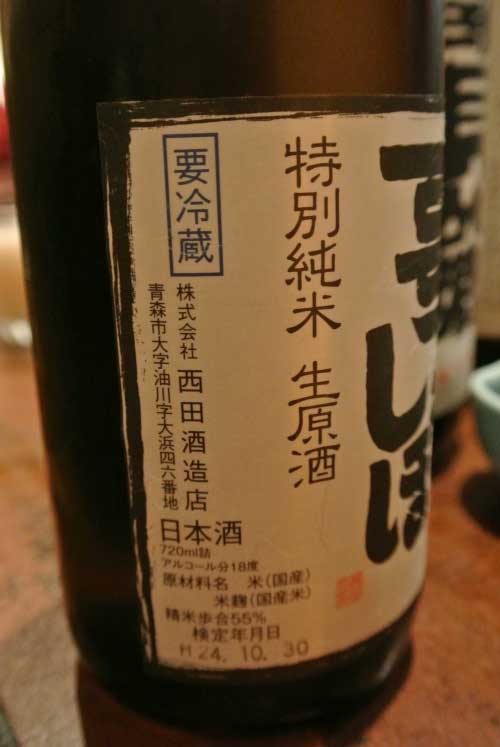 しぼ
特別純米 生原酒
要冷蔵
株式会社 西田酒造店
青森市大字油川字大浜四六番地
日本酒
720ml詰
アルコール分18度
原材料名 米(国産)
米麹(国産米)
精米歩合55%
検定年月日
H 24. 10. 30